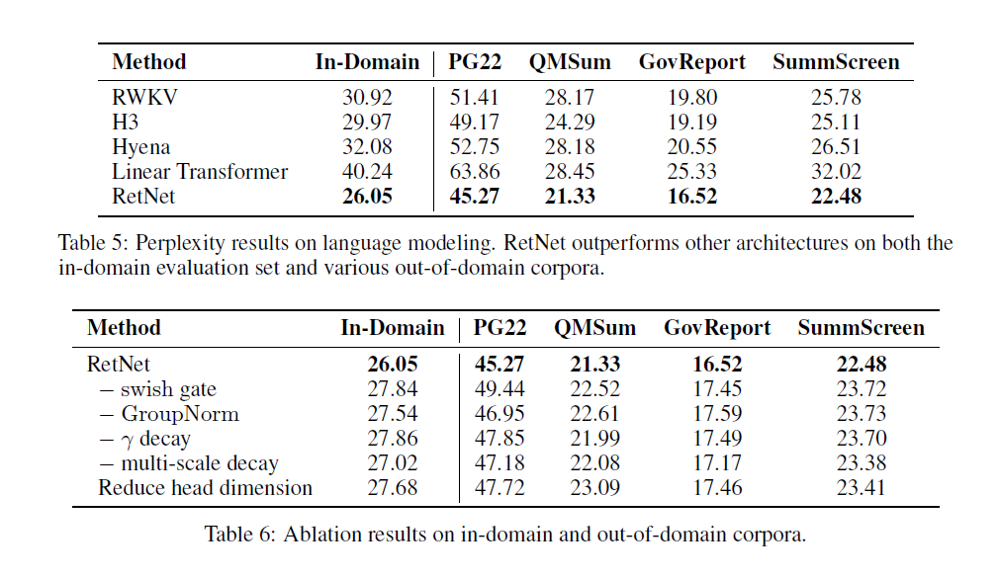 Method In-Domain PG22 QMSum GovReport SummScreen
RWKV 30.92 51.41 28.17 19.80 25.78
H3 29.97 49.17 24.29 19.19 25.11
Hyena 32.08 52.75 28.18 20.55 26.51
Linear Transformer 40.24 63.86 28.45 25.33 32.02
RetNet 26.05 45.27 21.33 16.52 22.48
Table 5: Perplexity results on language modeling. RetNet outperforms other architectures on both the
in-domain evaluation set and various out-of-domain corpora.
Method In-Domain PG22 QMSum GovReport SummScreen
RetNet 26.05 45.27 21.33 16.52 22.48
− swish gate 27.84 49.44 22.52 17.45 23.72
− GroupNorm 27.54 46.95 22.61 17.59 23.73
− γ decay 27.86 47.85 21.99 17.49 23.70
− multi-scale decay 27.02 47.18 22.08 17.17 23.38
Reduce head dimension 27.68 47.72 23.09 17.46 23.41
Table 6: Ablation results on in-domain and out-of-domain corpora.